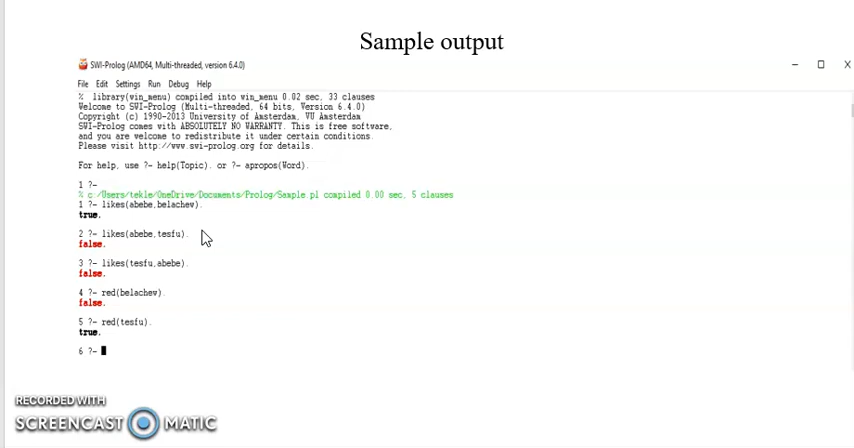 Sample output
SWI-Prolog (AMD64, Multi-threaded, version 6.4.0)
File Edit Settings Run Debug Help
% library(win_menu) compiled into win_menu 0.02 sec, 33 clauses
Welcome to SWI-Prolog (Multi-threaded, 64 bits, Version 6.4.0)
Copyright (c) 1990-2013 University of Amsterdam, VU Amsterdam
SWI-Prolog comes with ABSOLUTELY NO WARRANTY. This is free software,
and you are welcome to redistribute it under certain conditions.
Please visit http://www.swi-prolog.org for details.
For help, use ?- help(Topic). or ?- apropos(Word).
1 ?-
% c:/Users/tekle/OneDrive/Documents/Prolog/Sample.pl compiled 0.00 sec, 5 clauses
1 ?- likes(abebe,belachew).
true.
2 ?- likes(abebe,tesfu).
false.
3 ?- likes(tesfu,abebe).
false.
4 ?- red(belachew).
false.
5 ?- red(tesfu).
true.
6 ?-
RECORDED WITH
SCREENCAST MATIC